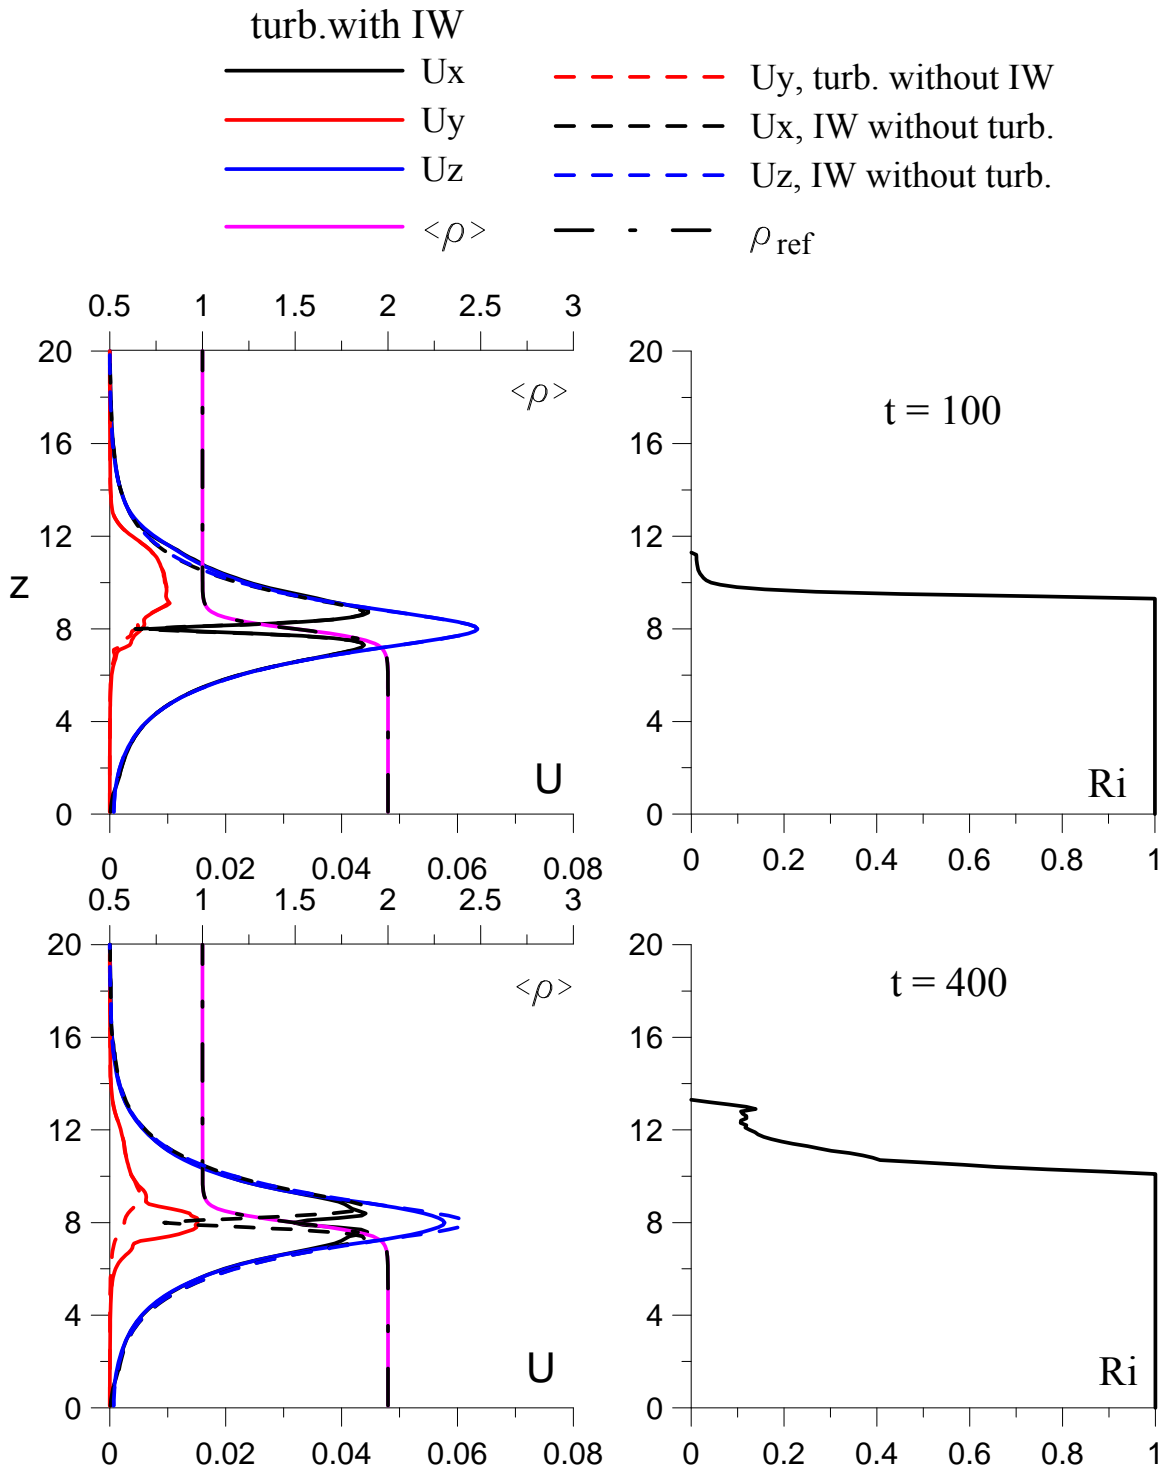 turb.with IW
Ux
Uy, turb. without IW
Uy
Ux, IW without turb.
Uz
Uz, IW without turb.
<ρ>
ρ ref
0.5 1 1.5 2 2.5 3
20 16 12 8 4 0
z
<ρ>
U
0 0.02 0.04 0.06 0.08
20 16 12 8 4 0
t = 100
Ri
0 0.2 0.4 0.6 0.8 1
0.5 1 1.5 2 2.5 3
20 16 12 8 4 0
<ρ>
U
0 0.02 0.04 0.06 0.08
20 16 12 8 4 0
t = 400
Ri
0 0.2 0.4 0.6 0.8 1